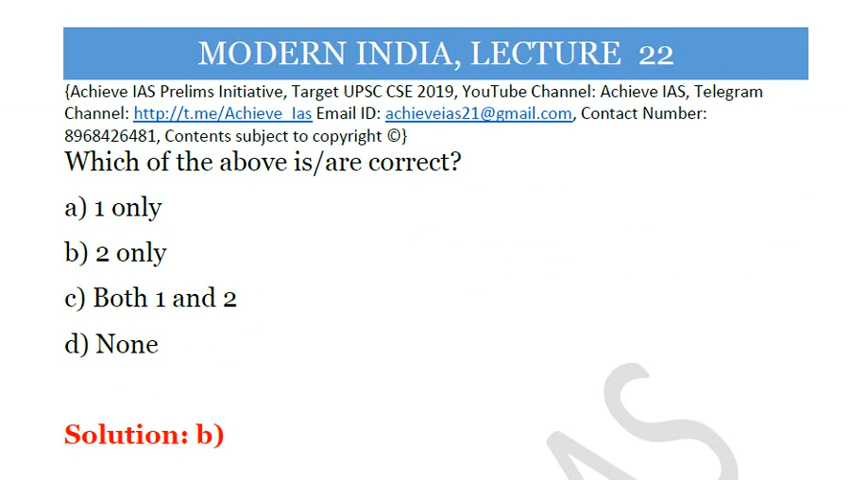 MODERN INDIA, LECTURE 22
{Achieve IAS Prelims Initiative, Target UPSC CSE 2019, YouTube Channel: Achieve IAS, Telegram
Channel: http://t.me/Achieve_Ias Email ID: achieveias21@gmail.com, Contact Number:
8968426481, Contents subject to copyright ©}
Which of the above is/are correct?
a) 1 only
b) 2 only
c) Both 1 and 2
d) None
Solution: b)